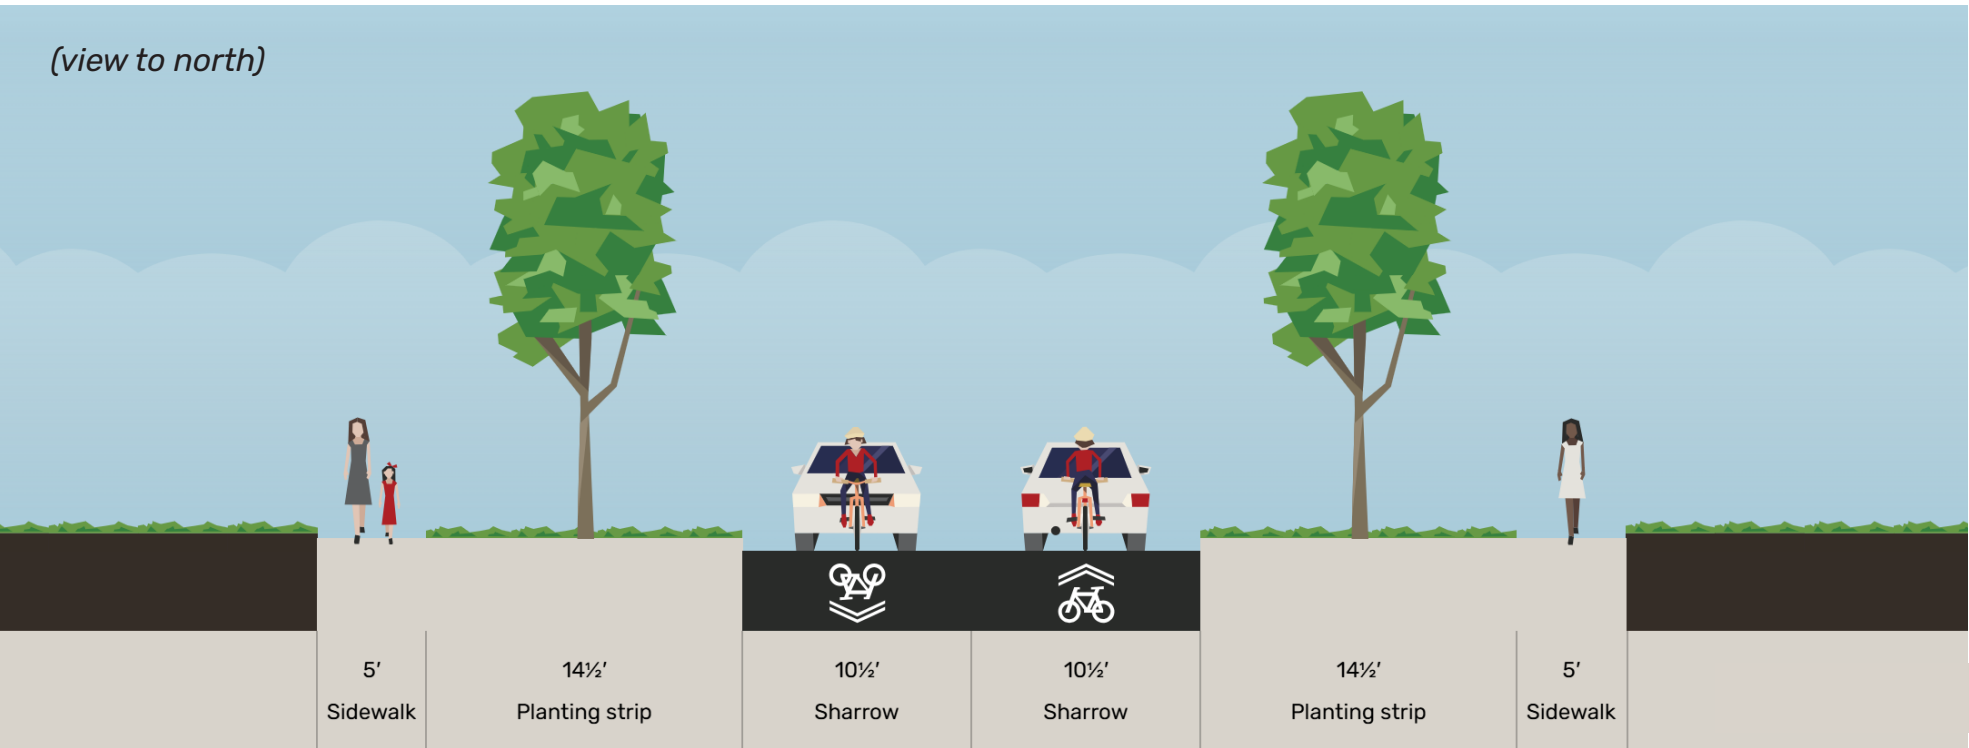 (view to north)
5′ 14½′ 10½′ 10½′ 14½′ 5′
Sidewalk Planting strip Sharrow Sharrow Planting strip Sidewalk